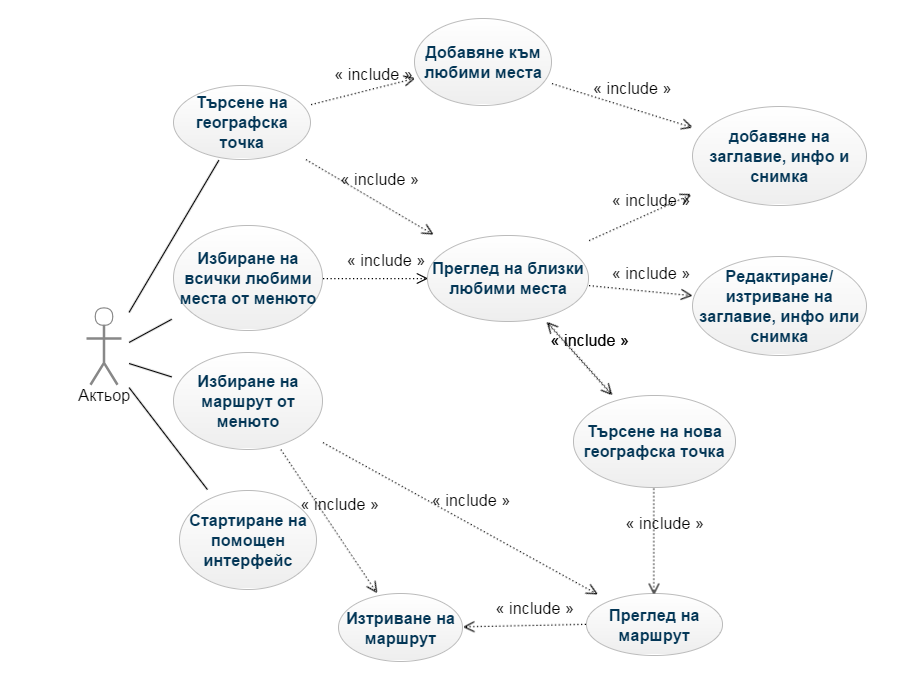 Добавяне към
любими места
« include »
« include »
Търсене на
географска
точка
добавяне на
заглавие, инфо и
снимка
« include »
« include »
Избиране на
всички любими
места от менюто
« include »
Преглед на близки
любими места
« include »
Редактиране/
изтриване на
заглавие, инфо или
снимка
« include »
Актьор
Избиране на
маршрут от
менюто
Търсене на нова
географска точка
« include »
« include »
« include »
Стартиране на
помощен
интерфейс
« include »
Изтриване на
маршрут
Преглед на
маршрут